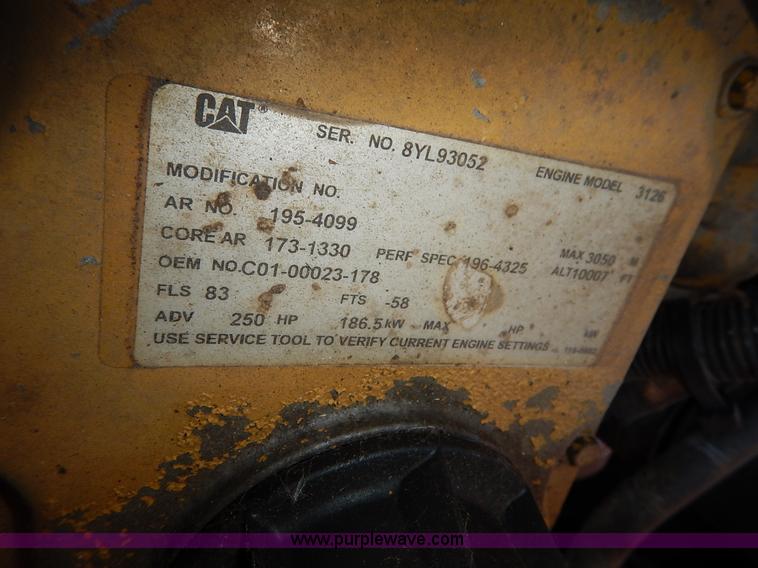 CAT®
SER. NO. 8YL93052 ENGINE MODEL 3126
MODIFICATION NO.
AR NO. 195-4099
CORE AR 173-1330 PERF SPEC 196-4325 MAX 3050 M
OEM NO. C01-00023-178 ALT10007 FT
FLS 83 FTS -58
ADV 250 HP 186.5 kW MAX HP kW
USE SERVICE TOOL TO VERIFY CURRENT ENGINE SETTINGS
www.purplewave.com